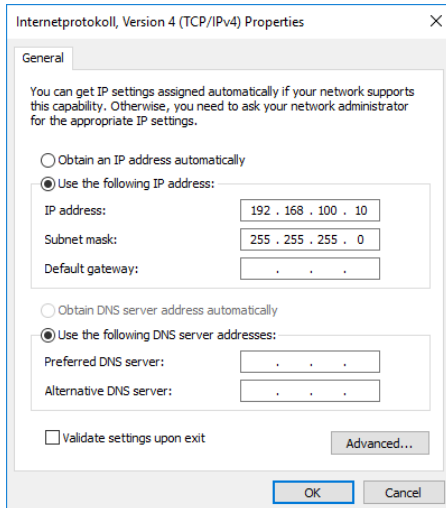 Internetprotokoll, Version 4 (TCP/IPv4) Properties
General
You can get IP settings assigned automatically if your network supports
this capability. Otherwise, you need to ask your network administrator
for the appropriate IP settings.
Obtain an IP address automatically
Use the following IP address:
IP address: 192 . 168 . 100 . 10
Subnet mask: 255 . 255 . 255 . 0
Default gateway: . . .
Obtain DNS server address automatically
Use the following DNS server addresses:
Preferred DNS server: . . .
Alternative DNS server: . . .
Validate settings upon exit
Advanced...
OK Cancel